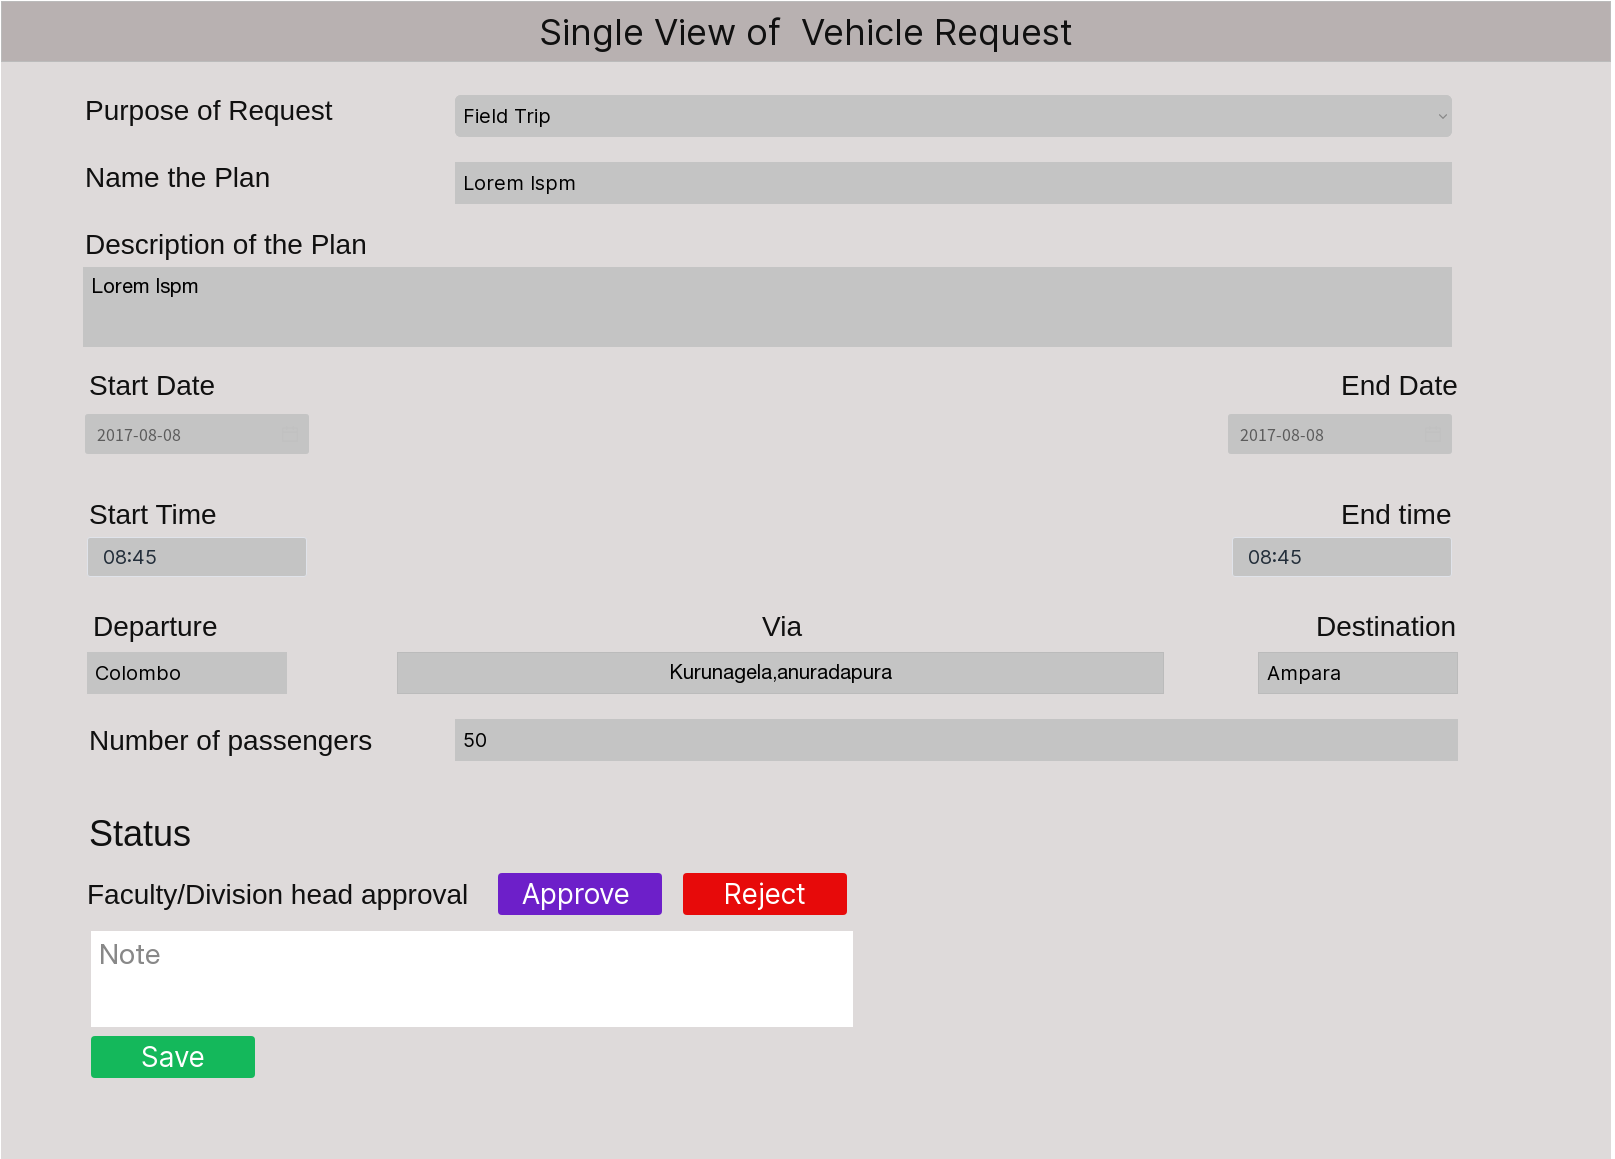 Single View of  Vehicle Request
Purpose of Request
Field Trip
Name the Plan
Lorem Ispm
Description of the Plan
Lorem Ispm
Start Date
End Date
2017-08-08
2017-08-08
Start Time
End time
08:45
08:45
Departure
Via
Destination
Colombo
Kurunagela,anuradapura
Ampara
Number of passengers
50
Status
Faculty/Division head approval
Approve
Reject
Note
Save